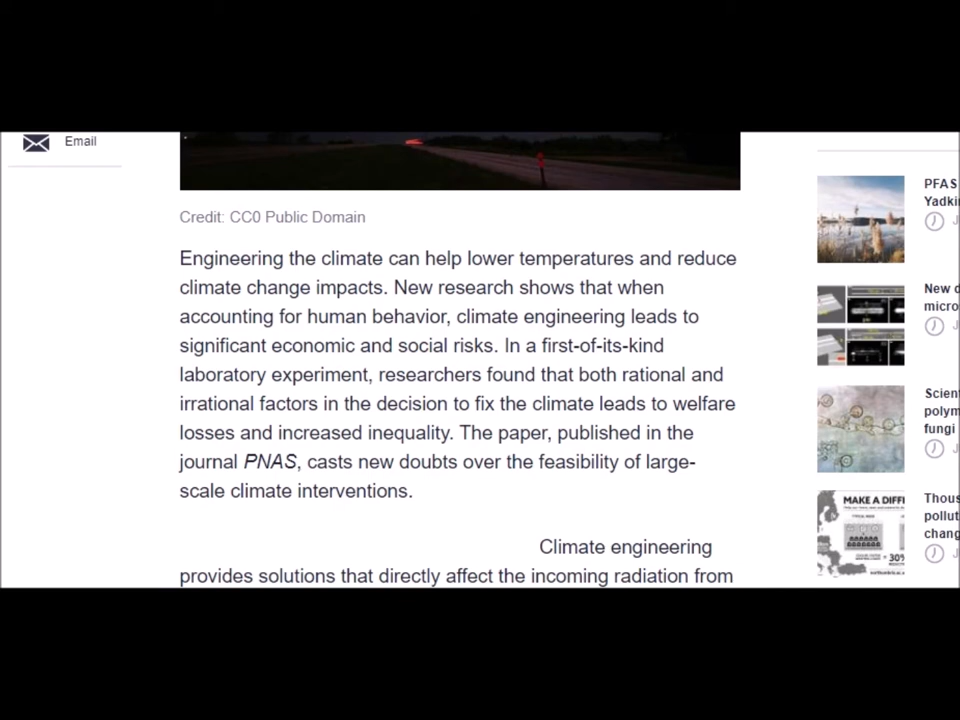 Email
Credit: CC0 Public Domain
Engineering the climate can help lower temperatures and reduce
climate change impacts. New research shows that when
accounting for human behavior, climate engineering leads to
significant economic and social risks. In a first-of-its-kind
laboratory experiment, researchers found that both rational and
irrational factors in the decision to fix the climate leads to welfare
losses and increased inequality. The paper, published in the
journal PNAS, casts new doubts over the feasibility of large-
scale climate interventions.
Climate engineering
provides solutions that directly affect the incoming radiation from
PFAS
Yadki
J
New d
micro
J
Scient
polym
fungi
J
MAKE A DIFF
30%
Thous
pollut
chang
J